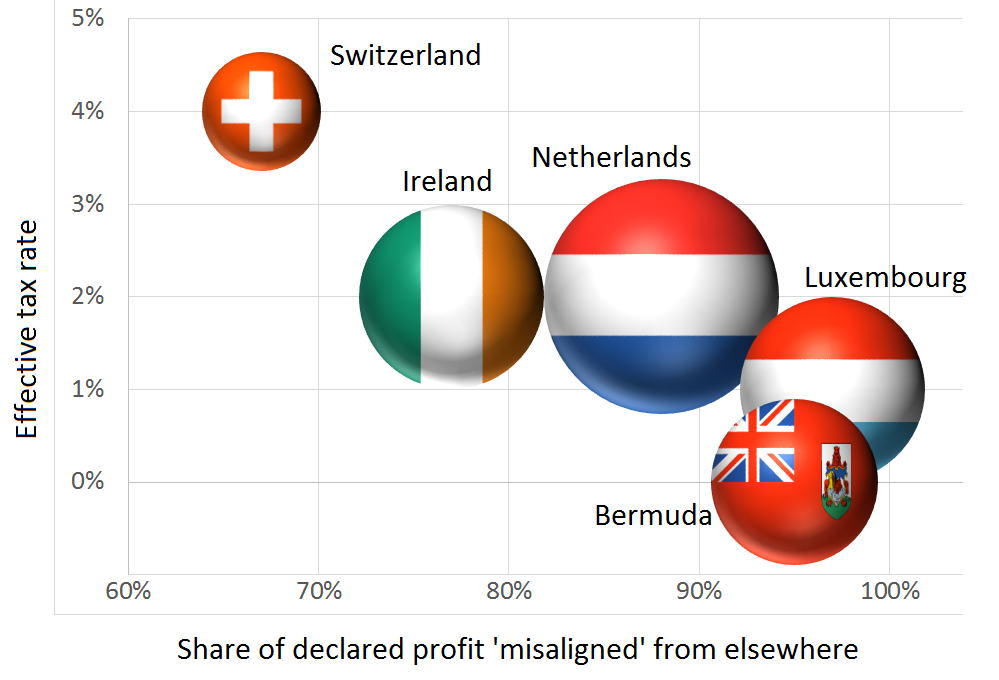 5%
Switzerland
4%
Netherlands
Ireland
3%
Luxembourg
2%
1%
0%
Bermuda
Effective tax rate
60%
70%
80%
90%
100%
Share of declared profit 'misaligned' from elsewhere